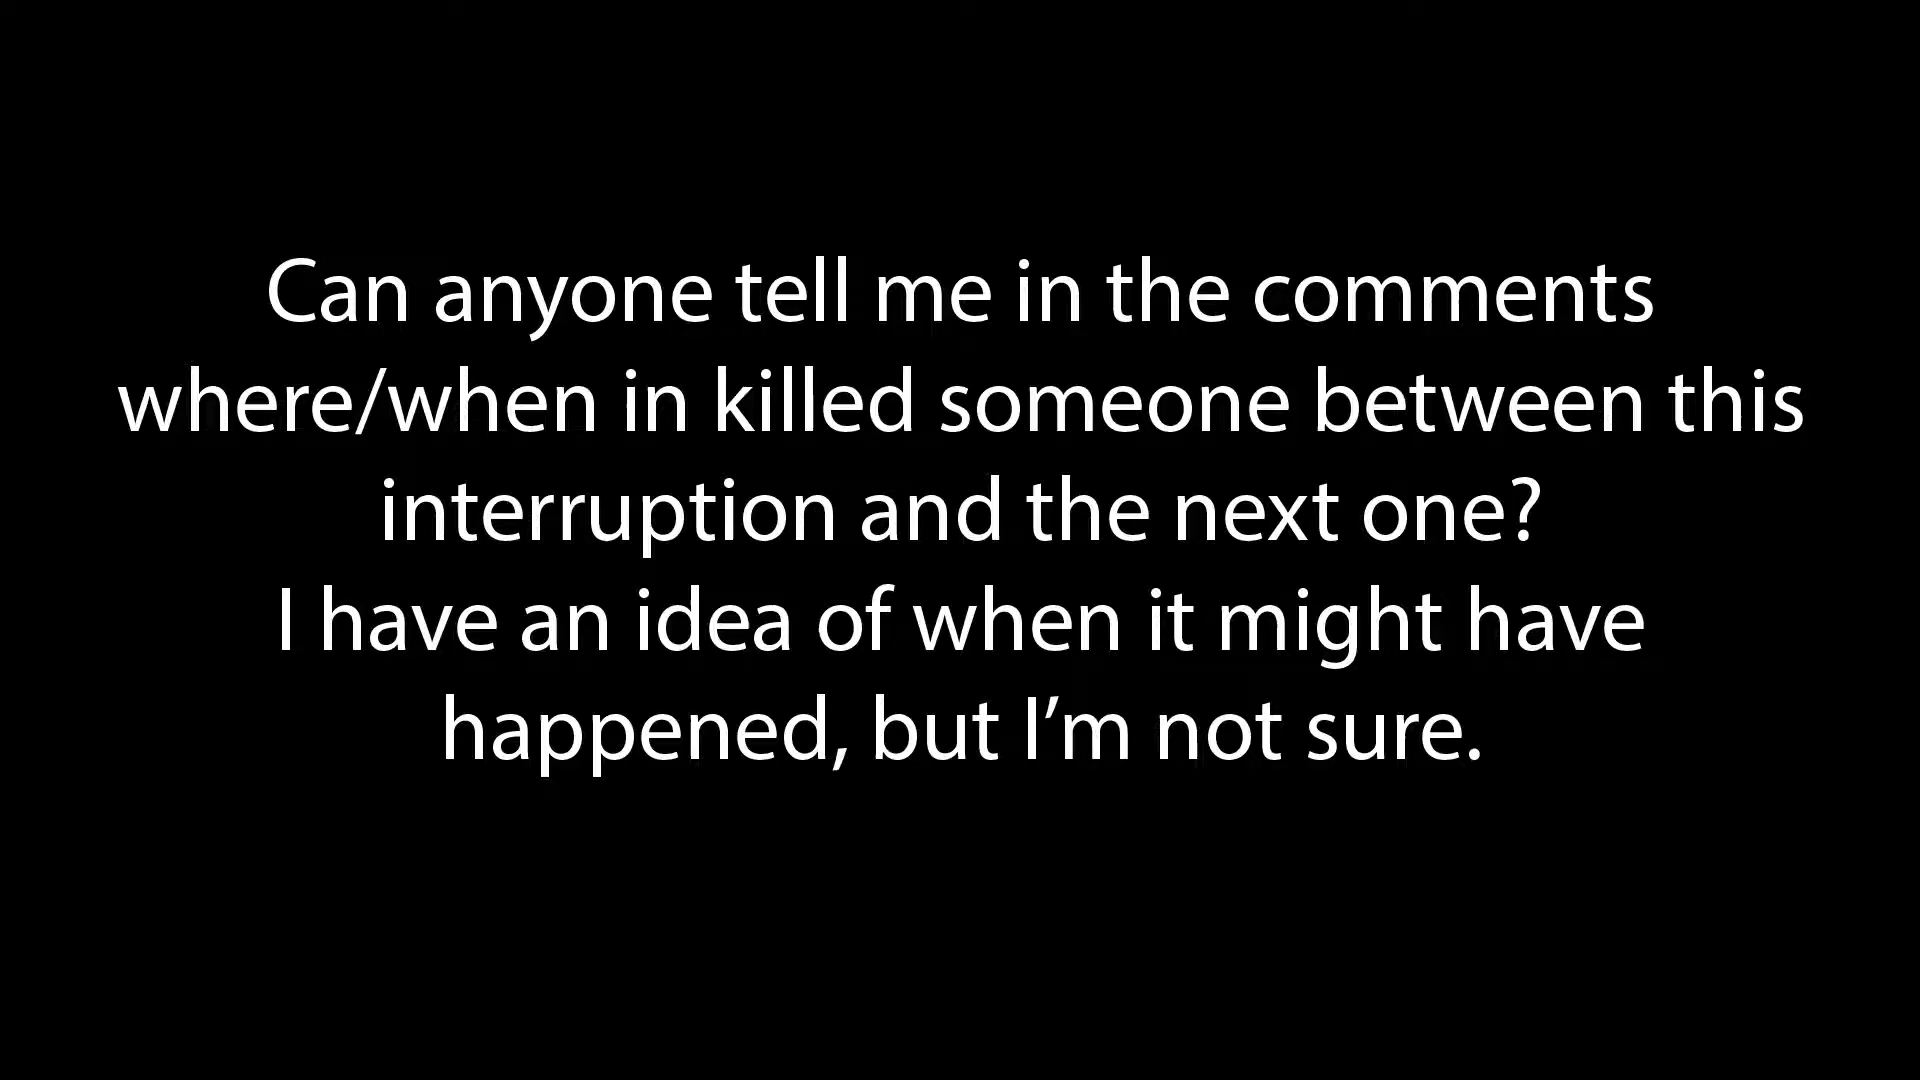 Can anyone tell me in the comments
where/when in killed someone between this
interruption and the next one?
I have an idea of when it might have
happened, but I’m not sure.